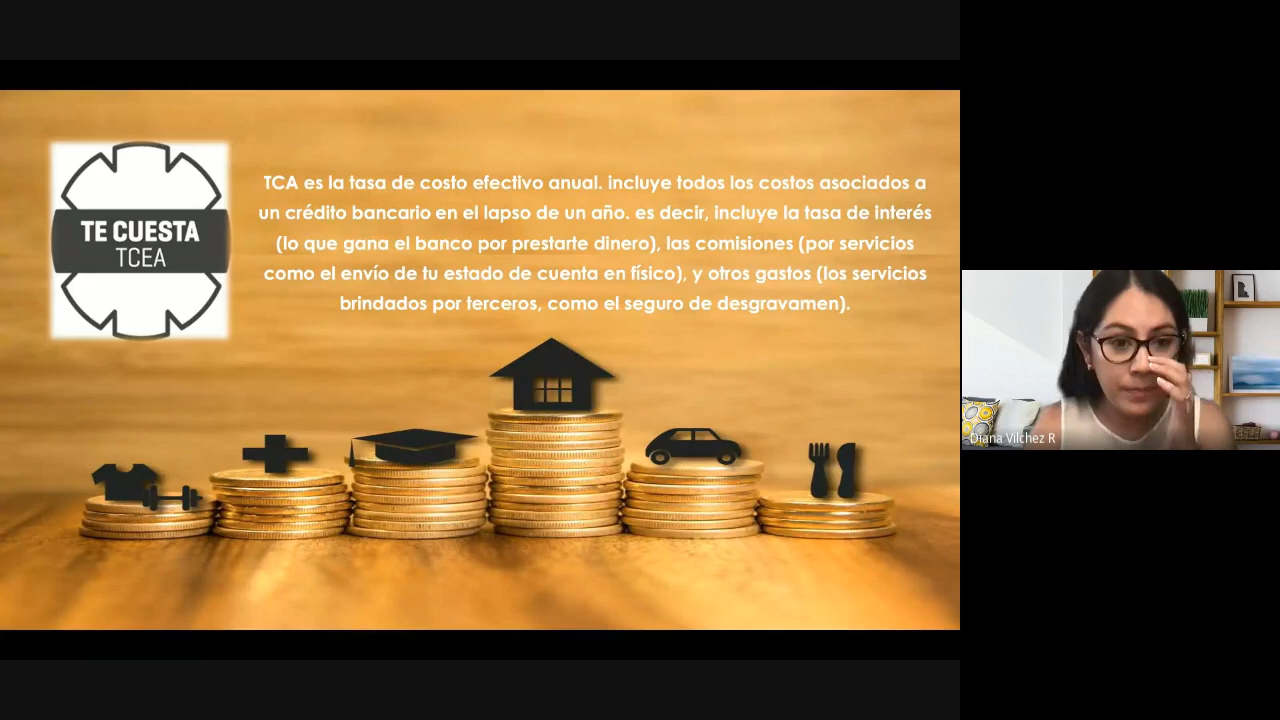 TE CUESTA
TCEA
TCA es la tasa de costo efectivo anual. incluye todos los costos asociados a
un crédito bancario en el lapso de un año. es decir, incluye la tasa de interés
(lo que gana el banco por prestarte dinero), las comisiones (por servicios
como el envío de tu estado de cuenta en físico), y otros gastos (los servicios
brindados por terceros, como el seguro de desgravamen).
Diana Vilchez R